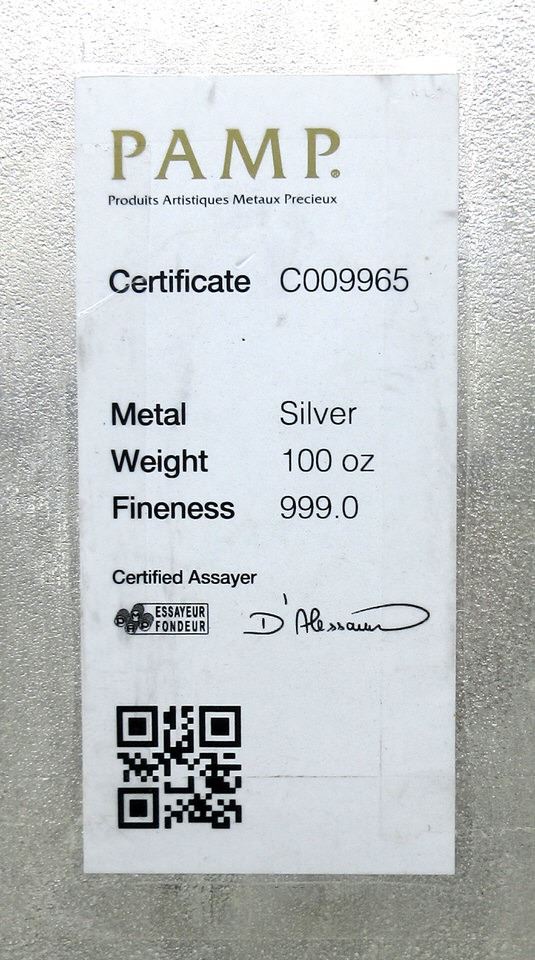 PAMP®
Produits Artistiques Metaux Precieux
Certificate C009965
Metal Silver
Weight 100 oz
Fineness 999.0
Certified Assayer
ESSAYEUR
FONDEUR